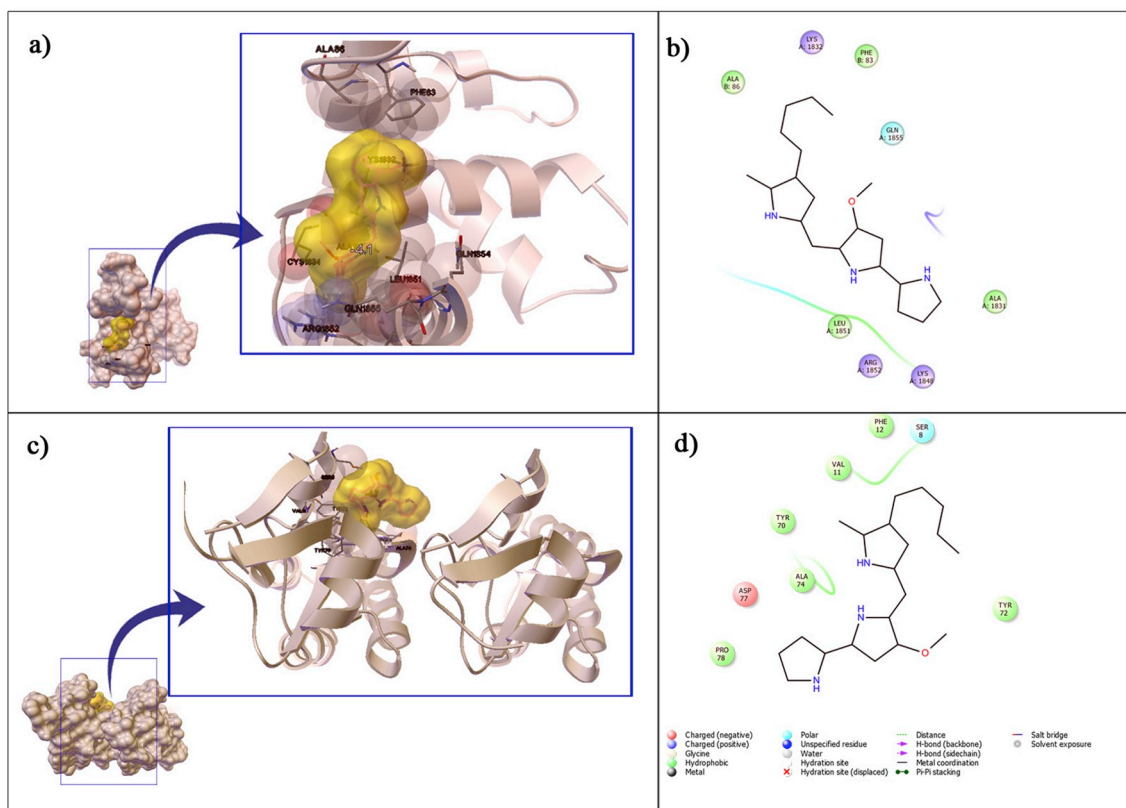 a)
ALA86
PHE83
-4.1
GLN1854
LEU1851
ARG1852
b)
LYS
A: 1832
PHE
B: 83
ALA
B: 86
GLN
A: 1855
O
HN
N
H
H
N
ALA
A: 1831
LEU
A: 1851
ARG
A: 1852
LYS
A: 1848
c)
d)
PHE
12
SER
8
VAL
11
TYR
70
HN
ALA
74
ASP
77
TYR
72
H
N
O
PRO
78
N
H
Charged (negative)
Charged (positive)
Glycine
Hydrophobic
Metal
Polar
Unspecified residue
Water
Hydration site
Hydration site (displaced)
Distance
H-bond (backbone)
H-bond (sidechain)
Metal coordination
Pi-Pi stacking
Salt bridge
Solvent exposure